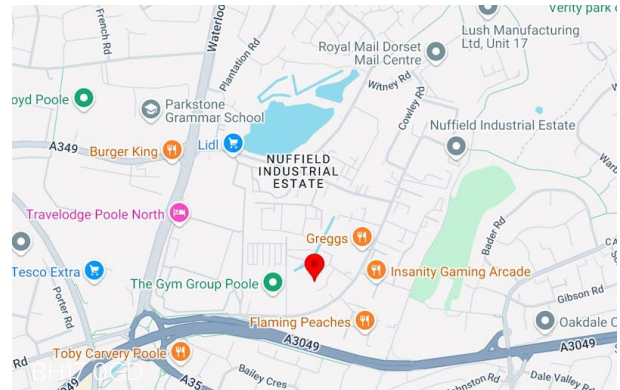 Verity park
French Rd
Waterloo
Plantation Rd
Royal Mail Dorset
Mail Centre
Lush Manufacturing
Ltd, Unit 17
Witney Rd
oyd Poole
Parkstone
Grammar School
Cowley Rd
Nuffield Industrial Estate
A349
Burger King
Lidl
NUFFIELD
INDUSTRIAL
ESTATE
Travelodge Poole North
Greggs
Bader Rd
Tesco Extra
Porter Rd
The Gym Group Poole
Insanity Gaming Arcade
Gibson Rd
Flaming Peaches
Oakdale C
Toby Carvery Poole
A3049
A3049
A35
Bailey Cres
Johnston Rd
Dale Valley Rd